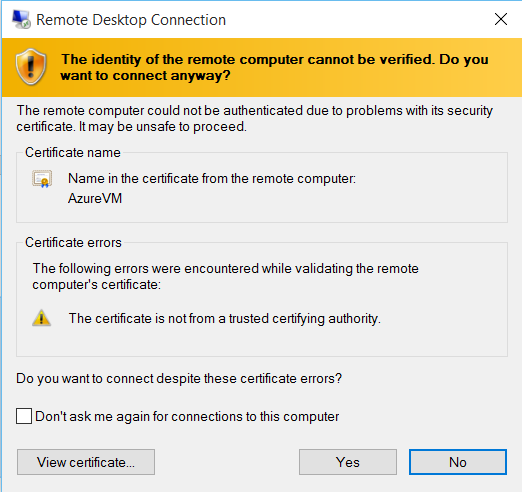 Remote Desktop Connection
The identity of the remote computer cannot be verified. Do you
want to connect anyway?
The remote computer could not be authenticated due to problems with its security
certificate. It may be unsafe to proceed.
Certificate name
Name in the certificate from the remote computer:
AzureVM
Certificate errors
The following errors were encountered while validating the remote
computer's certificate:
The certificate is not from a trusted certifying authority.
Do you want to connect despite these certificate errors?
Don't ask me again for connections to this computer
View certificate...
Yes
No